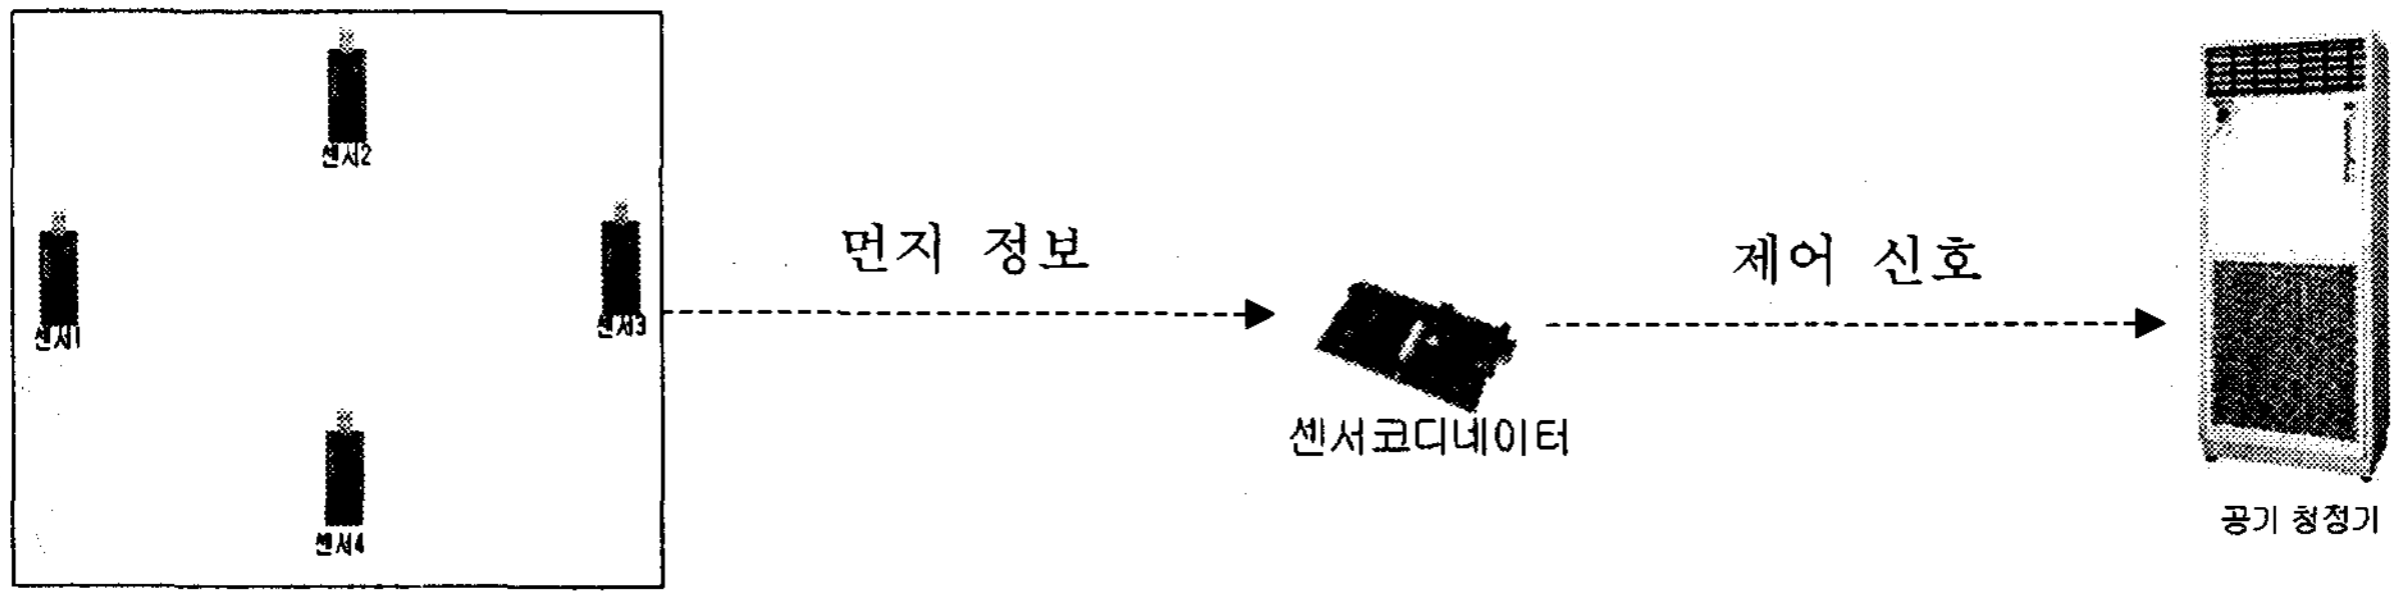 센서2
센서1
센서3
센서4
먼지 정보
센서코디네이터
제어 신호
공기 청정기